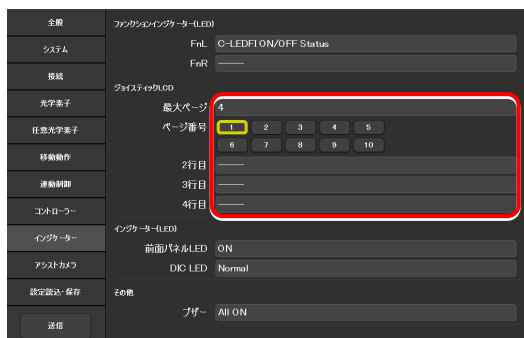 全般
システム
接続
光学素子
任意光学素子
移動動作
連動制御
コントローラー
インジケーター
アシストカメラ
設定読込・保存
送信
ファンクションインジケーター(LED)
FnL C-LEDFI ON/OFF Status
FnR ――
ジョイスティックLCD
最大ページ 4
ページ番号 1 2 3 4 5
6 7 8 9 10
2行目 ――
3行目 ――
4行目 ――
インジケーター(LED)
前面パネルLED ON
DIC LED Normal
その他
ブザー All ON